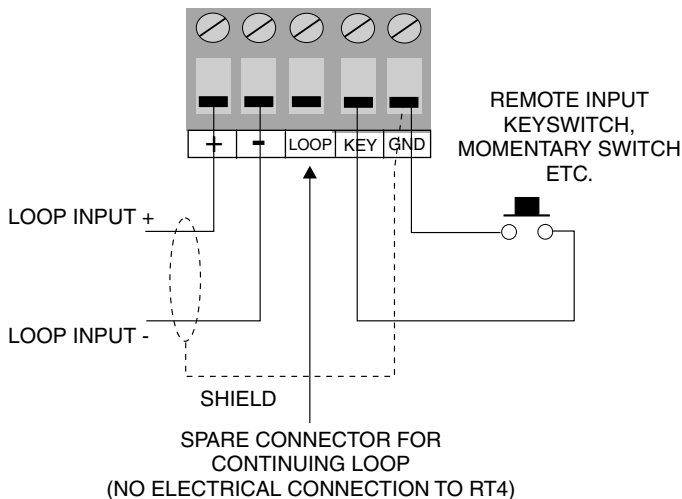 + - LOOP KEY GND
REMOTE INPUT
KEYSWITCH,
MOMENTARY SWITCH
ETC.
LOOP INPUT +
LOOP INPUT -
SHIELD
SPARE CONNECTOR FOR
CONTINUING LOOP
(NO ELECTRICAL CONNECTION TO RT4)